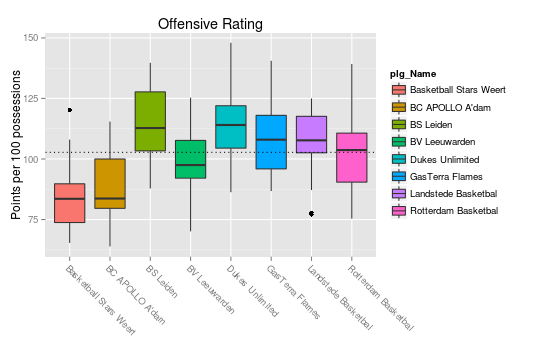 Offensive Rating
Points per 100 possessions
150
125
100
75
Basketball Stars Weert
BC APOLLO A'dam
BS Leiden
BV Leeuwarden
Dukes Unlimited
GasTerra Flames
Landstede Basketbal
Rotterdam Basketbal
plg_Name
Basketball Stars Weert
BC APOLLO A'dam
BS Leiden
BV Leeuwarden
Dukes Unlimited
GasTerra Flames
Landstede Basketbal
Rotterdam Basketbal